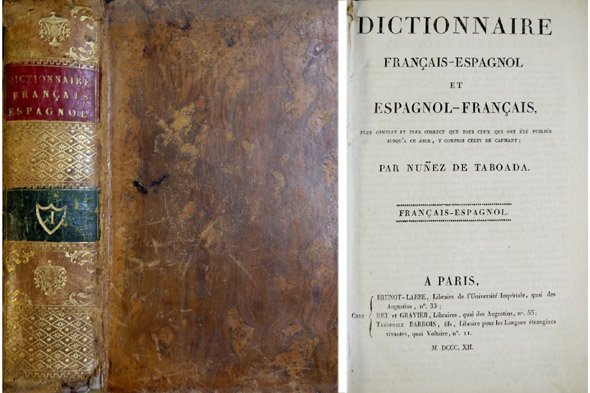 DICTIONNAIRE
FRANÇAIS
ESPAGNOL
I
DICTIONNAIRE
FRANÇAIS-ESPAGNOL
ET
ESPAGNOL-FRANÇAIS,
PLUS COMPLET ET PLUS CORRECT QUE TOUS CEUX QUI ONT ÉTÉ PUBLIÉS
JUSQU'A CE JOUR, Y COMPRIS CELUI DE CAPMANY;
PAR NUÑEZ DE TABOADA.
FRANÇAIS-ESPAGNOL.
A PARIS,
BRUNOT-LABBE, Libraire de l'Université Impériale, quai des
Augustins, n°. 33;
Chez REY et GRAVIER, Libraires, quai des Augustins, n°. 55;
THÉOPHILE BARROIS, fils, Libraire pour les Langues étrangères
vivantes, quai Voltaire, n°. 11.
M. DCCC. XII.